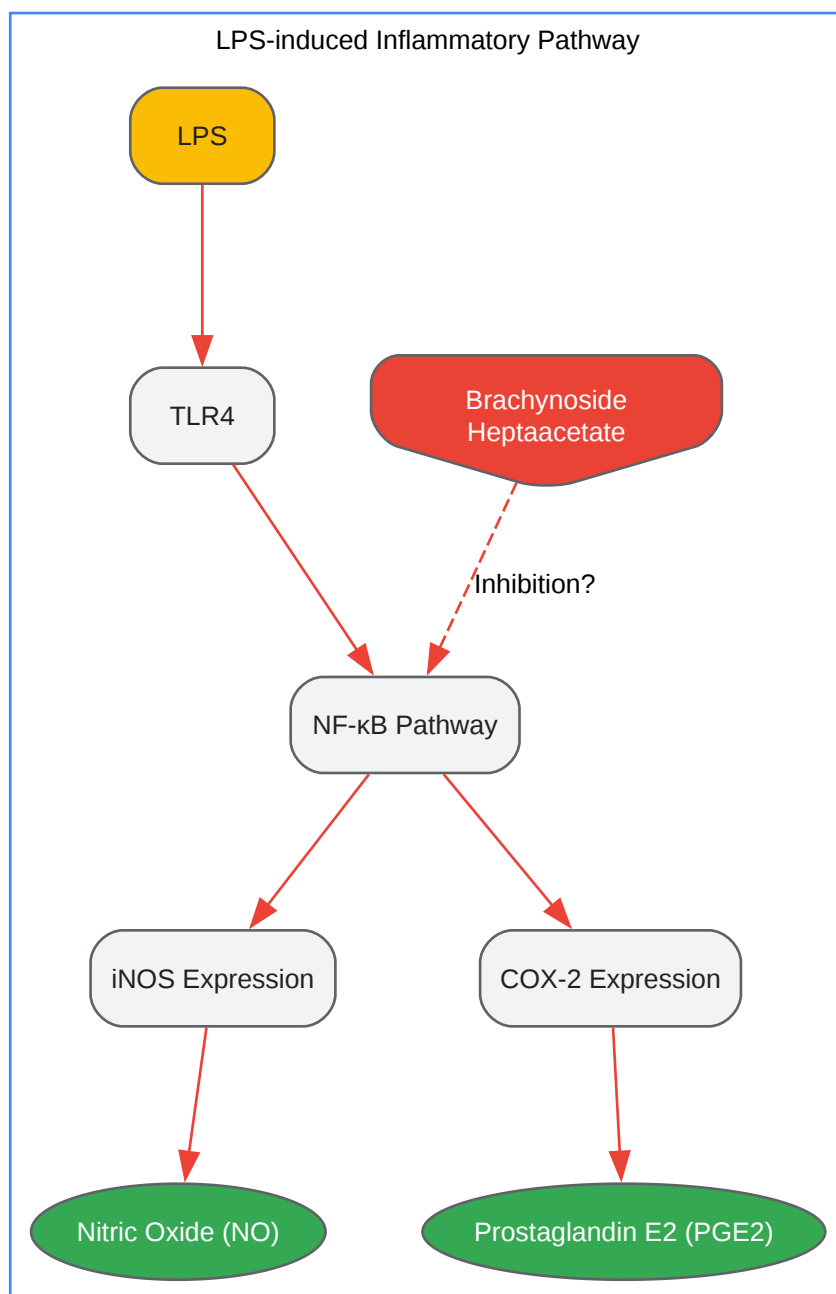 LPS-induced Inflammatory Pathway
LPS
TLR4
Brachynoside
Heptaacetate
Inhibition?
NF-κB Pathway
iNOS Expression
COX-2 Expression
Nitric Oxide (NO)
Prostaglandin E2 (PGE2)